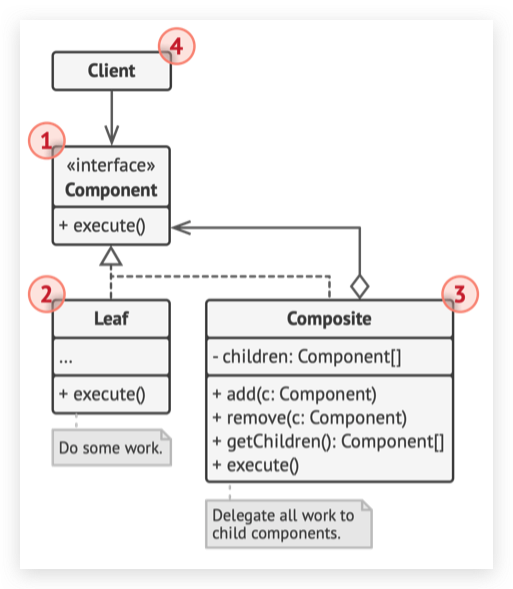 4
Client
1
«interface»
Component
+ execute()
2
Leaf
...
+ execute()
Do some work.
3
Composite
- children: Component[]
+ add(c: Component)
+ remove(c: Component)
+ getChildren(): Component[]
+ execute()
Delegate all work to
child components.